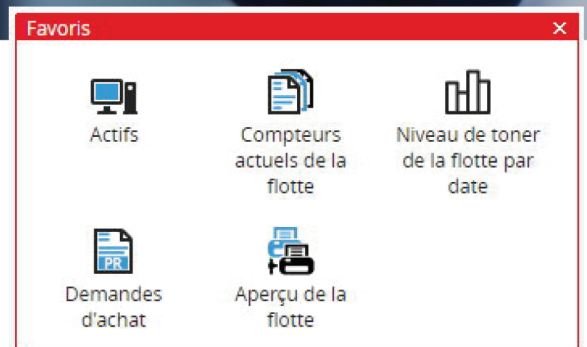 Favoris
Actifs
Compteurs
actuels de la
flotte
Niveau de toner
de la flotte par
date
PR
Demandes
d'achat
Aperçu de la
flotte